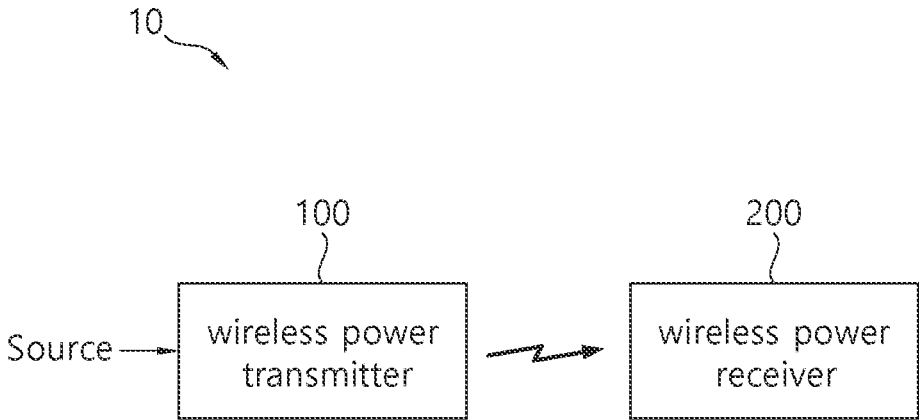 10
100
200
Source
wireless power
transmitter
wireless power
receiver